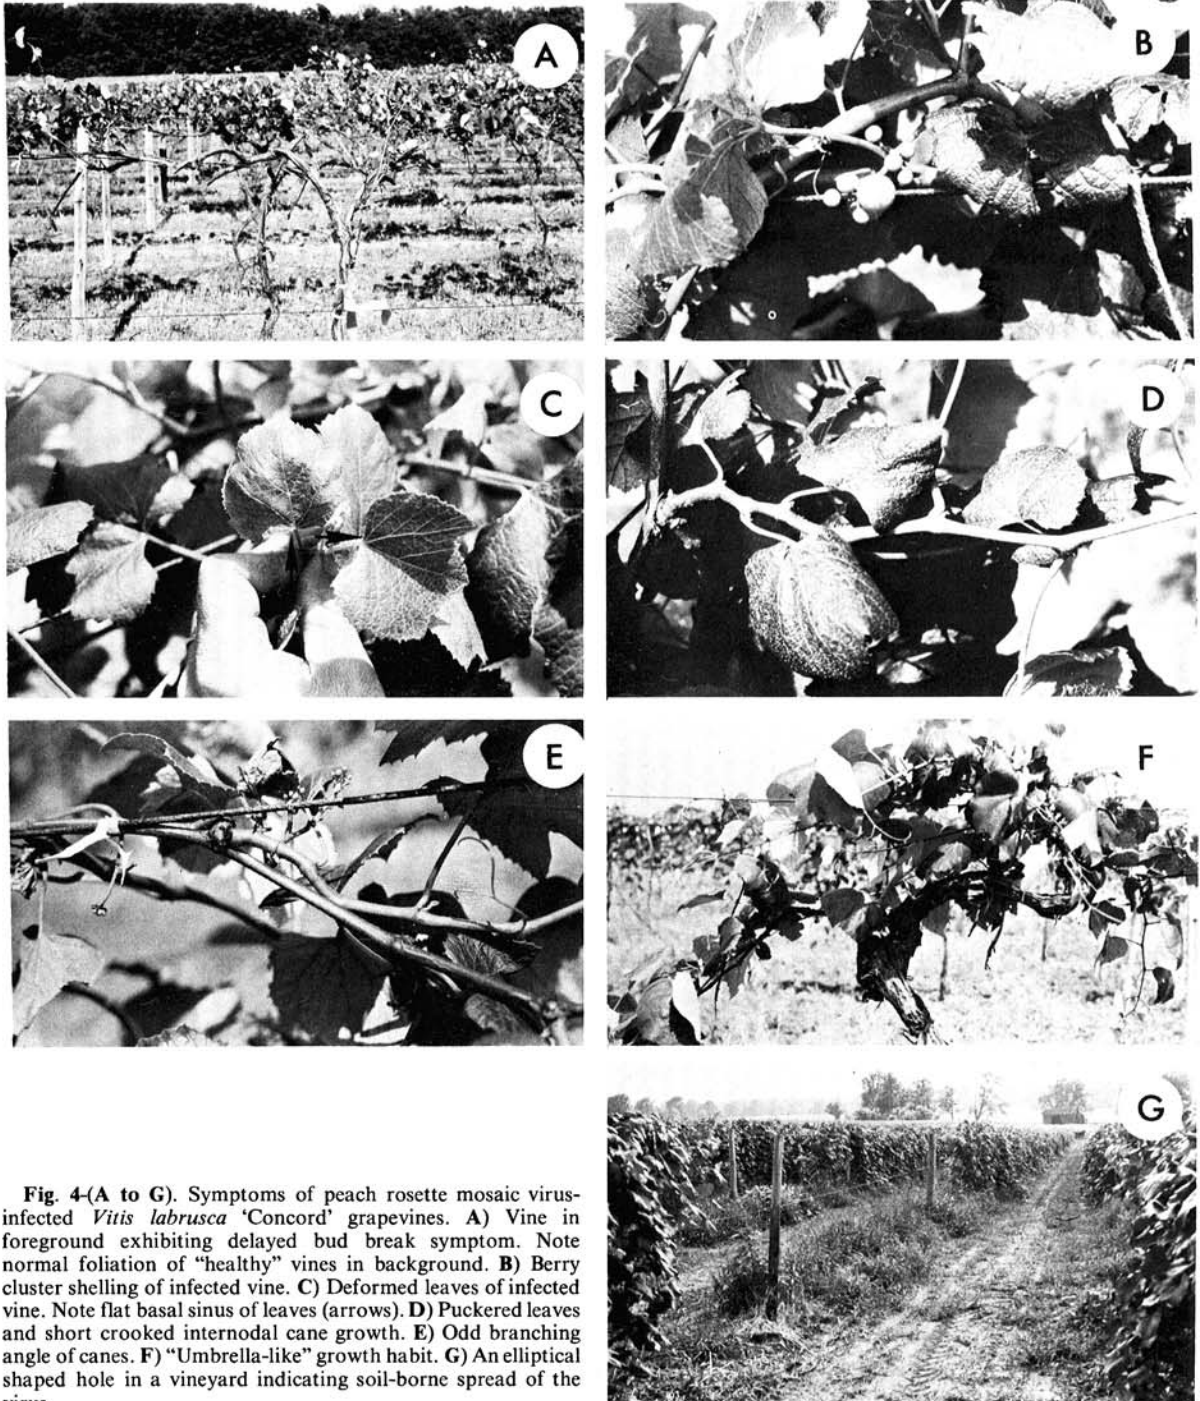 A
B
C
D
E
F
G
Fig. 4-(A to G). Symptoms of peach rosette mosaic virus-
infected Vitis labrusca ‘Concord’ grapevines. A) Vine in
foreground exhibiting delayed bud break symptom. Note
normal foliation of “healthy” vines in background. B) Berry
cluster shelling of infected vine. C) Deformed leaves of infected
vine. Note flat basal sinus of leaves (arrows). D) Puckered leaves
and short crooked internodal cane growth. E) Odd branching
angle of canes. F) “Umbrella-like” growth habit. G) An elliptical
shaped hole in a vineyard indicating soil-borne spread of the